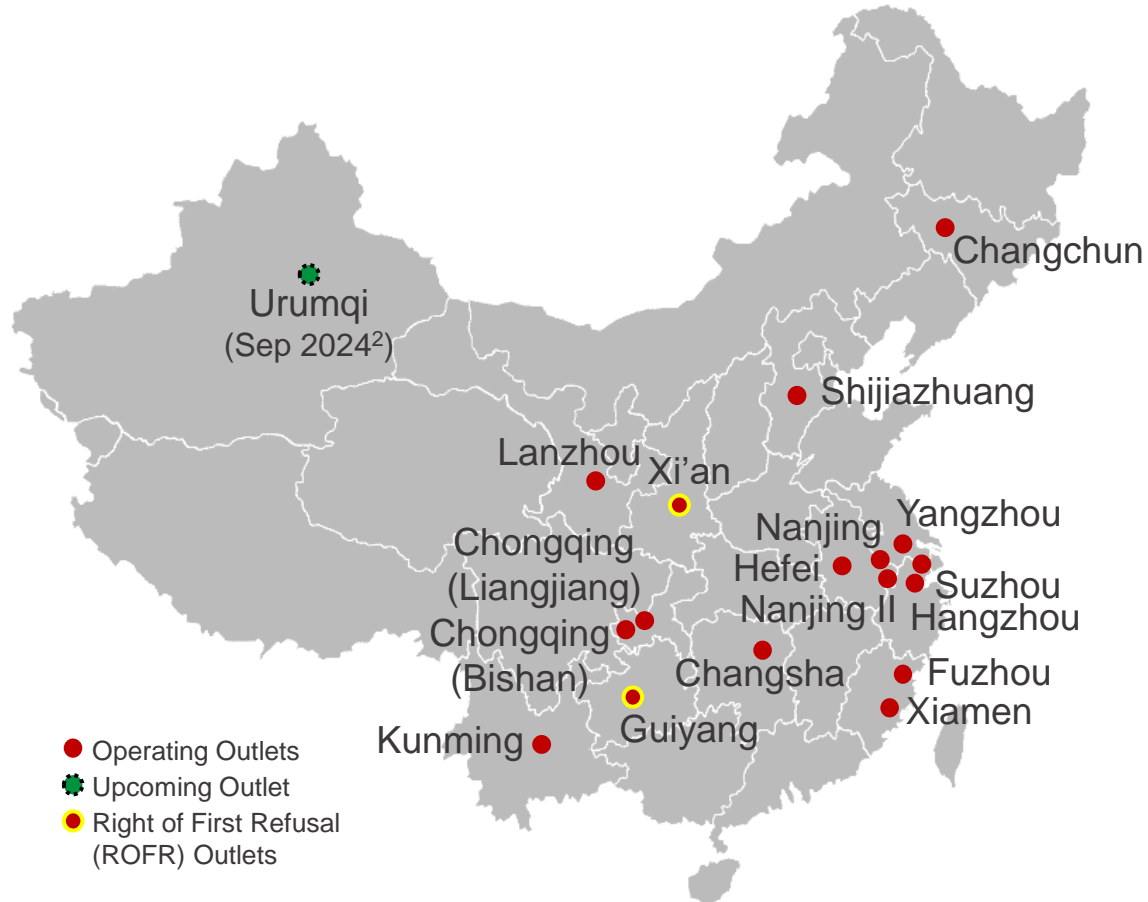 Changchun
Urumqi
(Sep 2024²)
Shijiazhuang
Lanzhou
Xi’an
Yangzhou
Nanjing
Chongqing
(Liangjiang)
Hefei
Suzhou
Nanjing II
Hangzhou
Chongqing
(Bishan)
Changsha
Fuzhou
Xiamen
Guiyang
Kunming
Operating Outlets
Upcoming Outlet
Right of First Refusal
(ROFR) Outlets